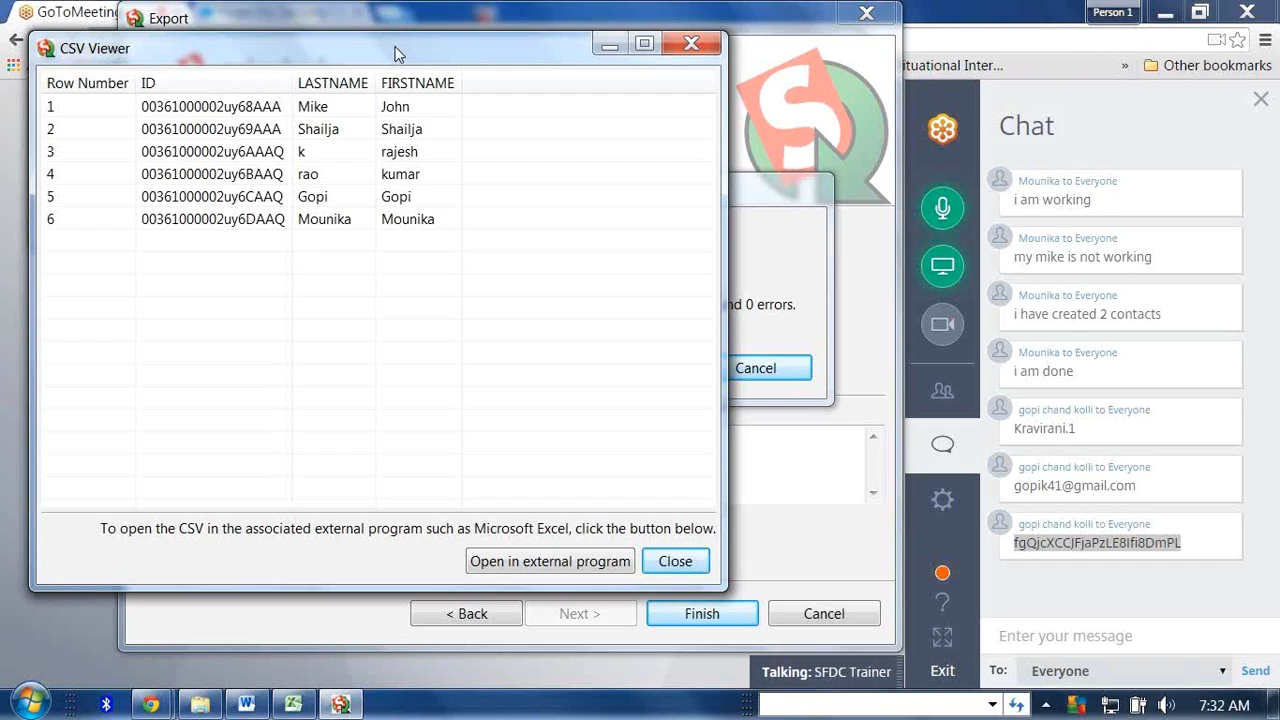 GoToMeeting
Export
Person 1
CSV Viewer
ituational Inter...
»
Other bookmarks
Row Number ID LASTNAME FIRSTNAME
1 00361000002uy68AAA Mike John
2 00361000002uy69AAA Shailja Shailja
3 00361000002uy6AAAQ k rajesh
4 00361000002uy6BAAQ rao kumar
5 00361000002uy6CAAQ Gopi Gopi
6 00361000002uy6DAAQ Mounika Mounika
nd 0 errors.
Cancel
To open the CSV in the associated external program such as Microsoft Excel, click the button below.
Open in external program Close
< Back Next > Finish Cancel
Talking: SFDC Trainer
Chat
Mounika to Everyone
i am working
Mounika to Everyone
my mike is not working
Mounika to Everyone
i have created 2 contacts
Mounika to Everyone
i am done
gopi chand kolli to Everyone
Kravirani.1
gopi chand kolli to Everyone
gopik41@gmail.com
gopi chand kolli to Everyone
?
Enter your message
Exit
To: Everyone Send
7:32 AM